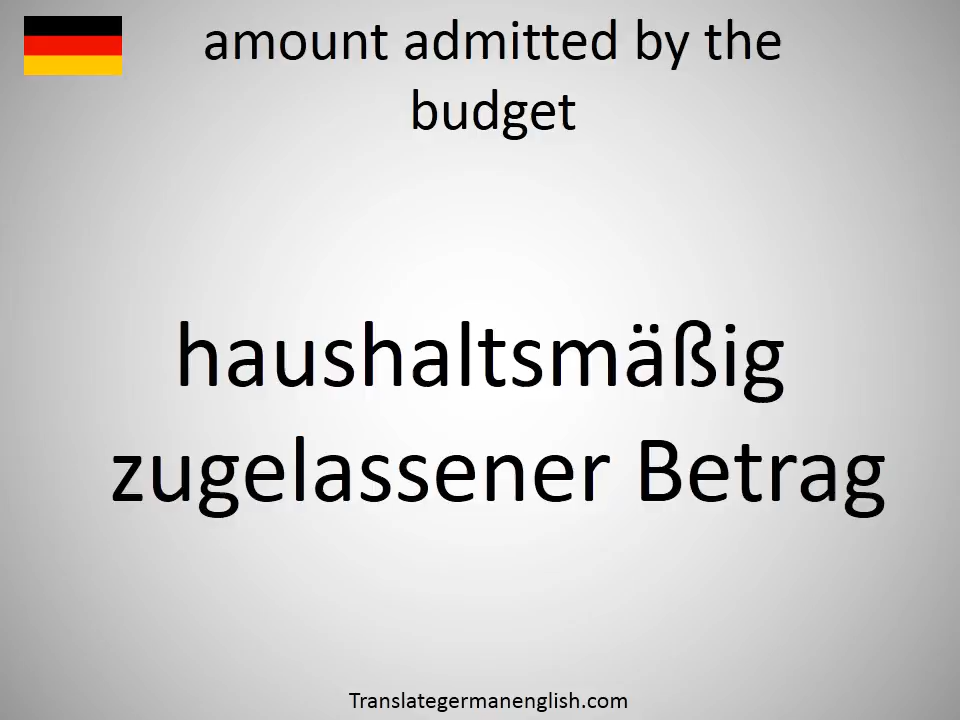 amount admitted by the
budget
haushaltsmäßig
zugelassener Betrag
Translategermanenglish.com